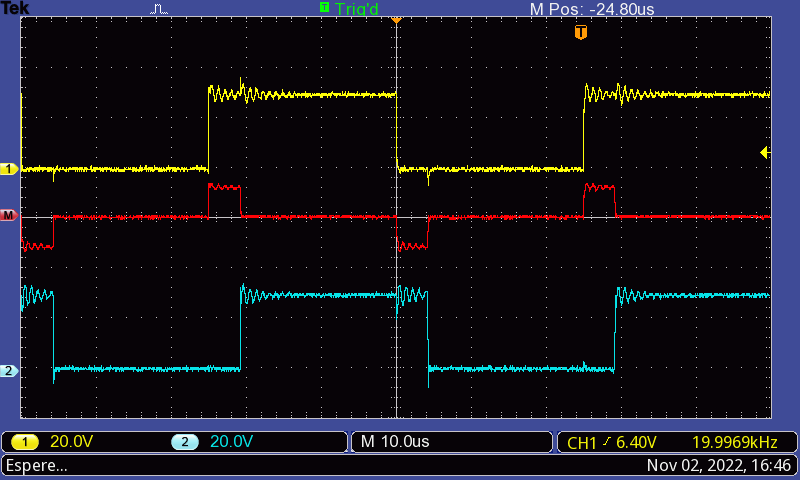 Tek T Trig'd M Pos: -24.80us
T
1
M
2
1 20.0V 2 20.0V M 10.0us CH1 6.40V 19.9969kHz
Espere... Nov 02, 2022, 16:46